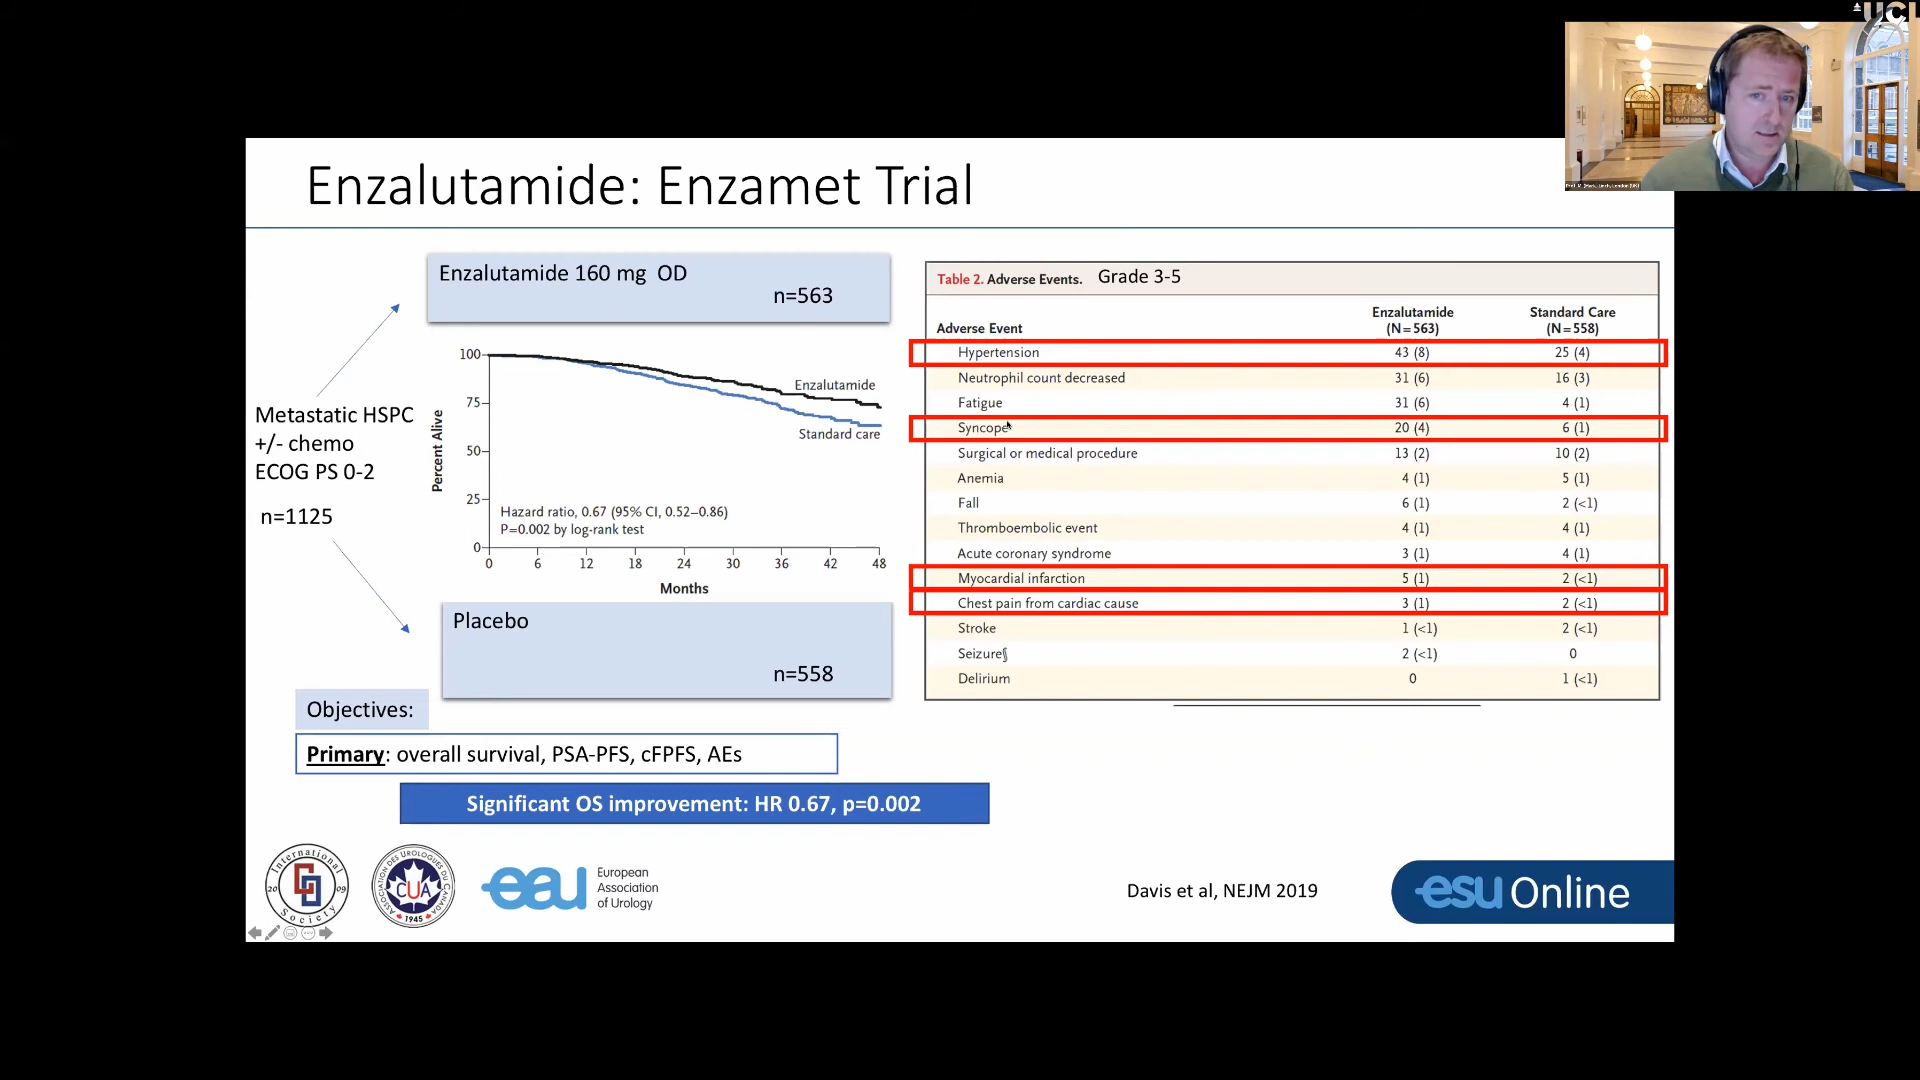 UCL
Enzalutamide: Enzamet Trial
Enzalutamide 160 mg OD
n=563
Metastatic HSPC
+/- chemo
ECOG PS 0-2
n=1125
Percent Alive
100
75
50
25
0
Enzalutamide
Standard care
Hazard ratio, 0.67 (95% CI, 0.52–0.86)
P=0.002 by log-rank test
0 6 12 18 24 30 36 42 48
Months
Placebo
n=558
Table 2. Adverse Events. Grade 3-5
Adverse Event Enzalutamide (N=563) Standard Care (N=558)
Hypertension 43 (8) 25 (4)
Neutrophil count decreased 31 (6) 16 (3)
Fatigue 31 (6) 4 (1)
Syncope 20 (4) 6 (1)
Surgical or medical procedure 13 (2) 10 (2)
Anemia 4 (1) 5 (1)
Fall 6 (1) 2 (<1)
Thromboembolic event 4 (1) 4 (1)
Acute coronary syndrome 3 (1) 4 (1)
Myocardial infarction 5 (1) 2 (<1)
Chest pain from cardiac cause 3 (1) 2 (<1)
Stroke 1 (<1) 2 (<1)
Seizure¶ 2 (<1) 0
Delirium 0 1 (<1)
Objectives:
Primary: overall survival, PSA-PFS, cFPFS, AEs
Significant OS improvement: HR 0.67, p=0.002
International
20 09
Society
ASSOCIATION DES UROLOGUES DU CANADA
CUA
1945
eau
European
Association
of Urology
Davis et al, NEJM 2019
esu Online